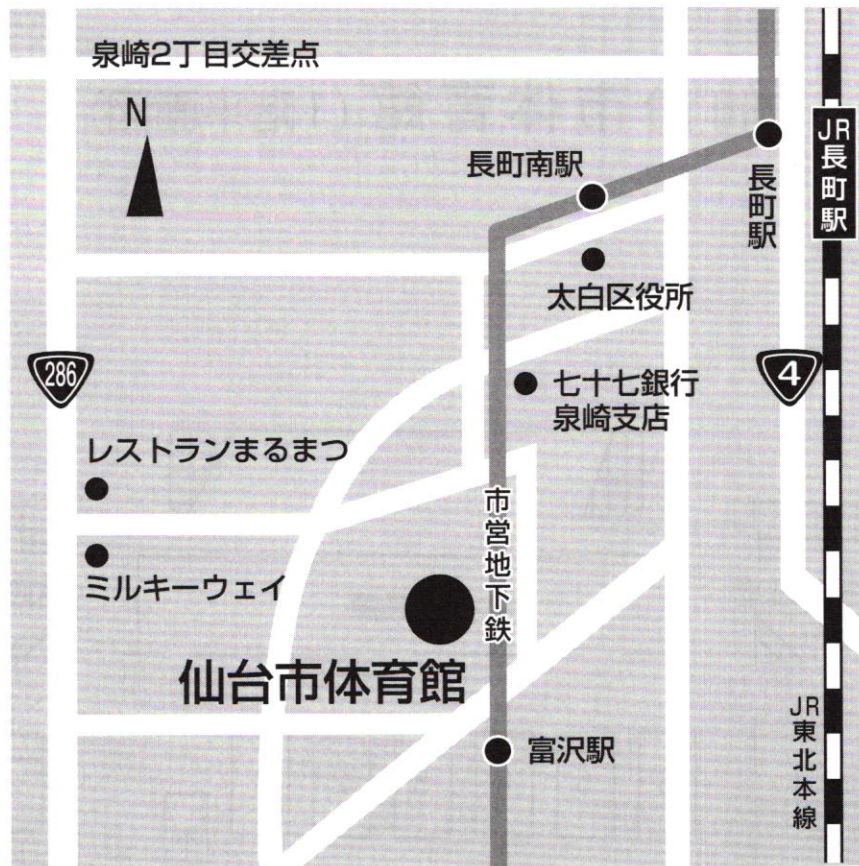 泉崎2丁目交差点
N
長町南駅
長町駅
JR長町駅
太白区役所
286
七十七銀行
泉崎支店
4
レストランまるまつ
市営地下鉄
ミルキーウェイ
仙台市体育館
富沢駅
JR東北本線